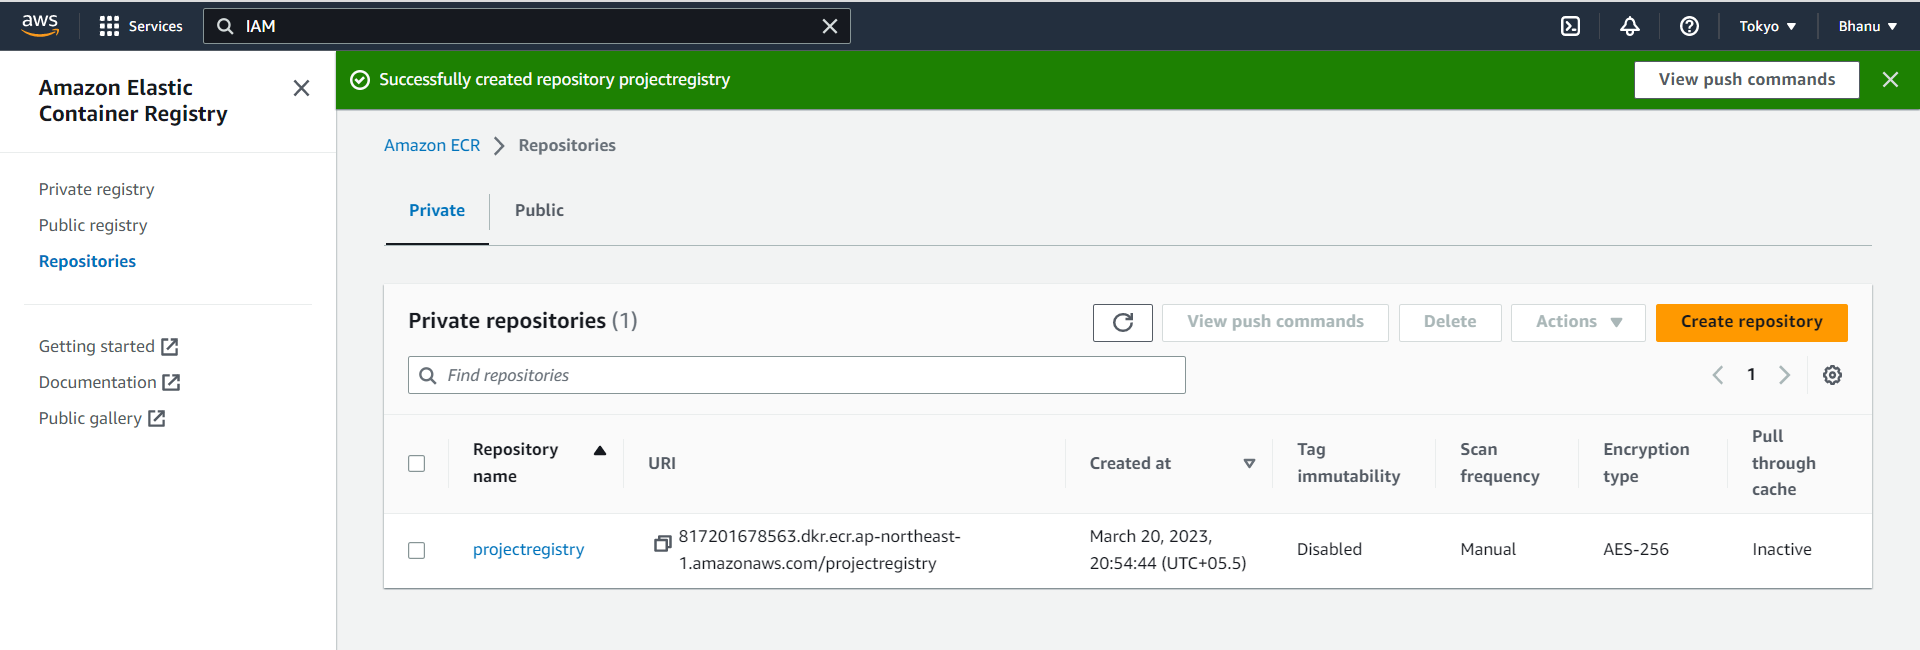 aws
Services
IAM
Tokyo
Bhanu
Amazon Elastic
Container Registry
Private registry
Public registry
Repositories
Getting started
Documentation
Public gallery
Successfully created repository projectregistry
View push commands
Amazon ECR
Repositories
Private
Public
Private repositories (1)
View push commands
Delete
Actions
Create repository
Find repositories
1
Repository
name
URI
Created at
Tag
immutability
Scan
frequency
Encryption
type
Pull
through
cache
projectregistry
817201678563.dkr.ecr.ap-northeast-
1.amazonaws.com/projectregistry
March 20, 2023,
20:54:44 (UTC+05.5)
Disabled
Manual
AES-256
Inactive